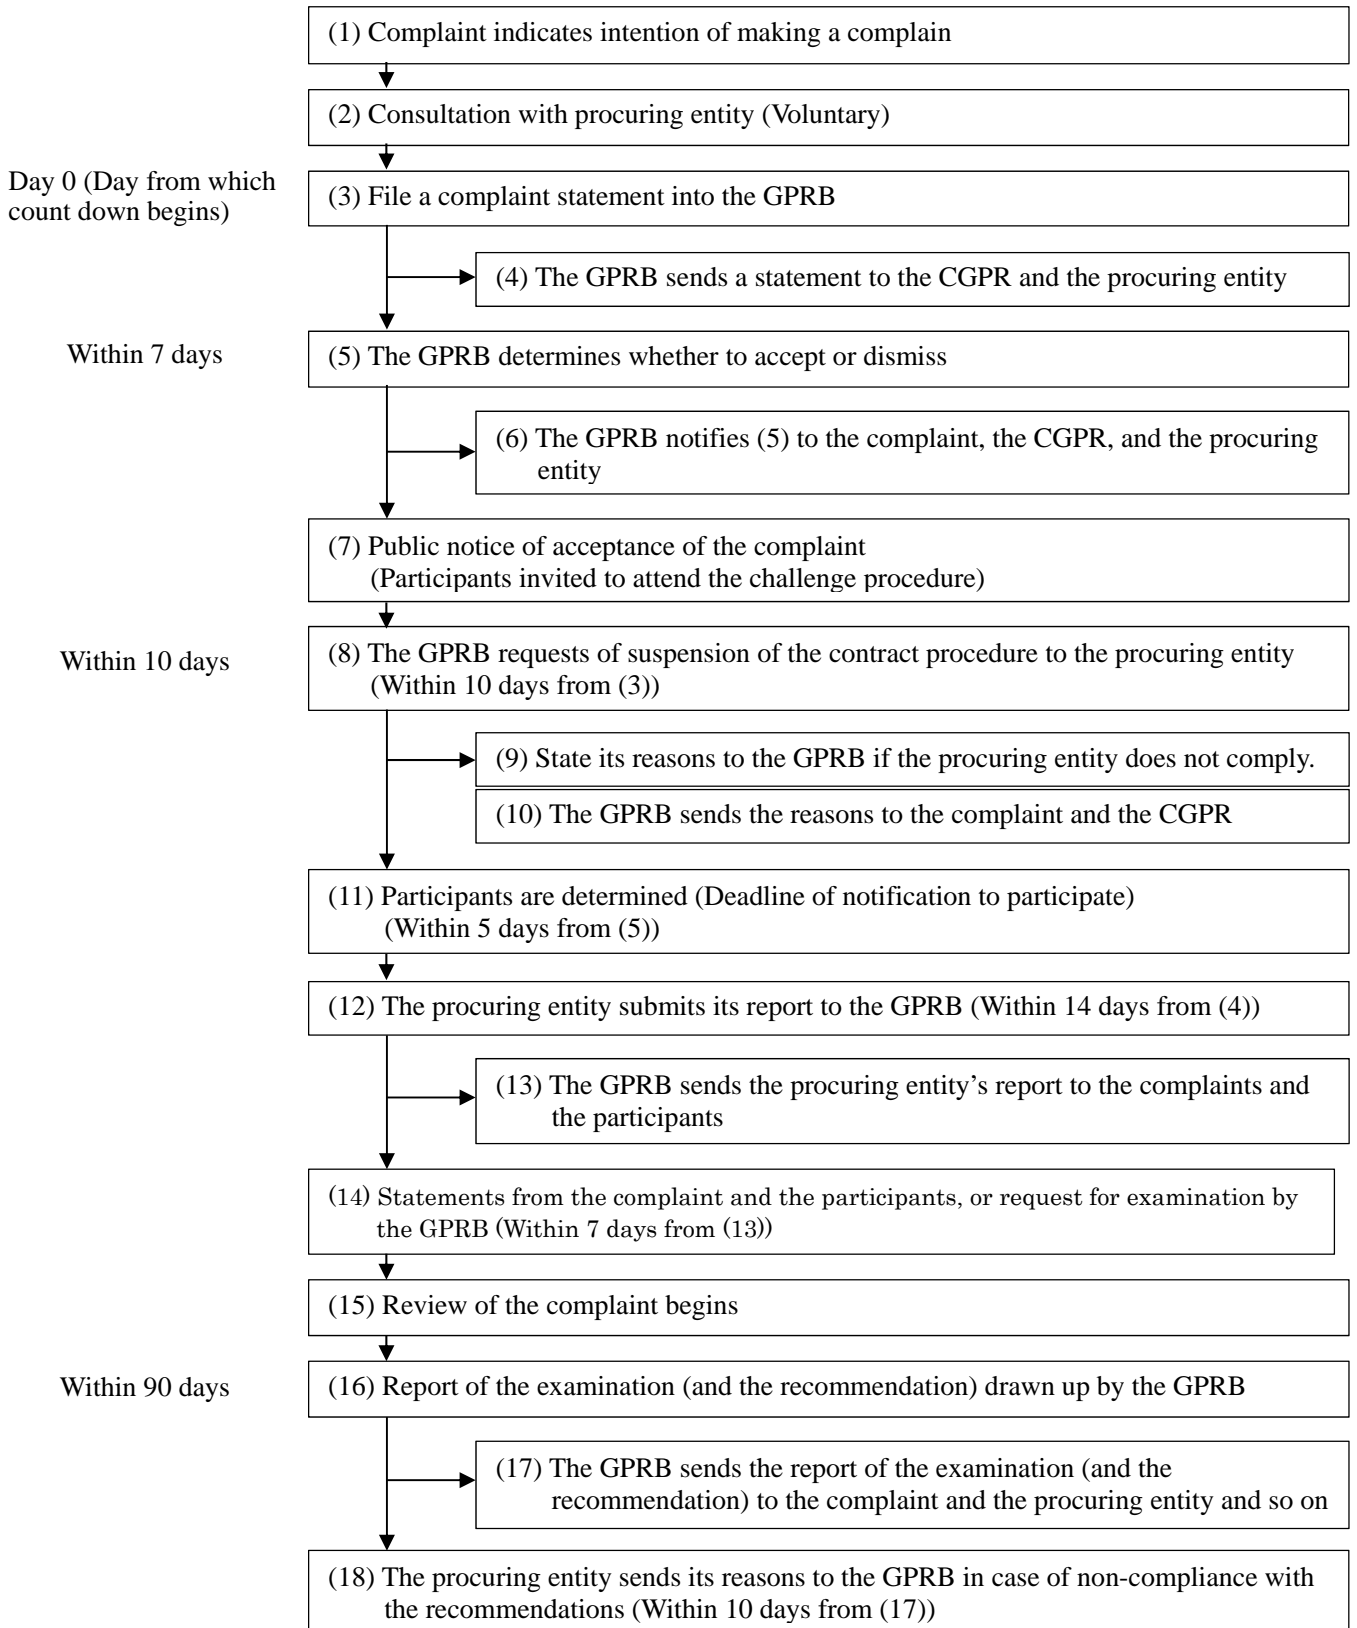 (1) Complaint indicates intention of making a complain
(2) Consultation with procuring entity (Voluntary)
Day 0 (Day from which
count down begins)
(3) File a complaint statement into the GPRB
(4) The GPRB sends a statement to the CGPR and the procuring entity
Within 7 days
(5) The GPRB determines whether to accept or dismiss
(6) The GPRB notifies (5) to the complaint, the CGPR, and the procuring
entity
(7) Public notice of acceptance of the complaint
(Participants invited to attend the challenge procedure)
Within 10 days
(8) The GPRB requests of suspension of the contract procedure to the procuring entity
(Within 10 days from (3))
(9) State its reasons to the GPRB if the procuring entity does not comply.
(10) The GPRB sends the reasons to the complaint and the CGPR
(11) Participants are determined (Deadline of notification to participate)
(Within 5 days from (5))
(12) The procuring entity submits its report to the GPRB (Within 14 days from (4))
(13) The GPRB sends the procuring entity’s report to the complaints and
the participants
(14) Statements from the complaint and the participants, or request for examination by
the GPRB (Within 7 days from (13))
(15) Review of the complaint begins
Within 90 days
(16) Report of the examination (and the recommendation) drawn up by the GPRB
(17) The GPRB sends the report of the examination (and the
recommendation) to the complaint and the procuring entity and so on
(18) The procuring entity sends its reasons to the GPRB in case of non-compliance with
the recommendations (Within 10 days from (17))